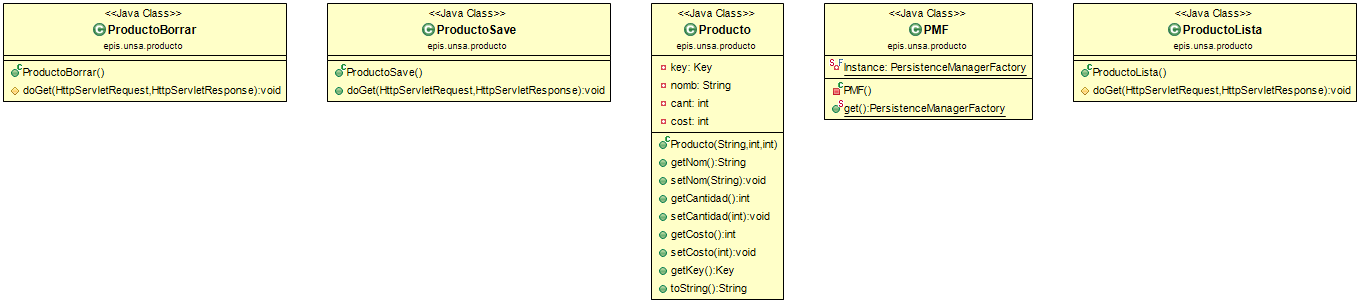 <<Java Class>>
ProductoBorrar
epis.unsa.producto
ProductoBorrar()
doGet(HttpServletRequest,HttpServletResponse):void
<<Java Class>>
ProductoSave
epis.unsa.producto
ProductoSave()
doGet(HttpServletRequest,HttpServletResponse):void
<<Java Class>>
Producto
epis.unsa.producto
key: Key
nomb: String
cant: int
cost: int
Producto(String,int,int)
getNom():String
setNom(String):void
getCantidad():int
setCantidad(int):void
getCosto():int
setCosto(int):void
getKey():Key
toString():String
<<Java Class>>
PMF
epis.unsa.producto
Instance: PersistenceManagerFactory
PMF()
get():PersistenceManagerFactory
<<Java Class>>
ProductoLista
epis.unsa.producto
ProductoLista()
doGet(HttpServletRequest,HttpServletResponse):void